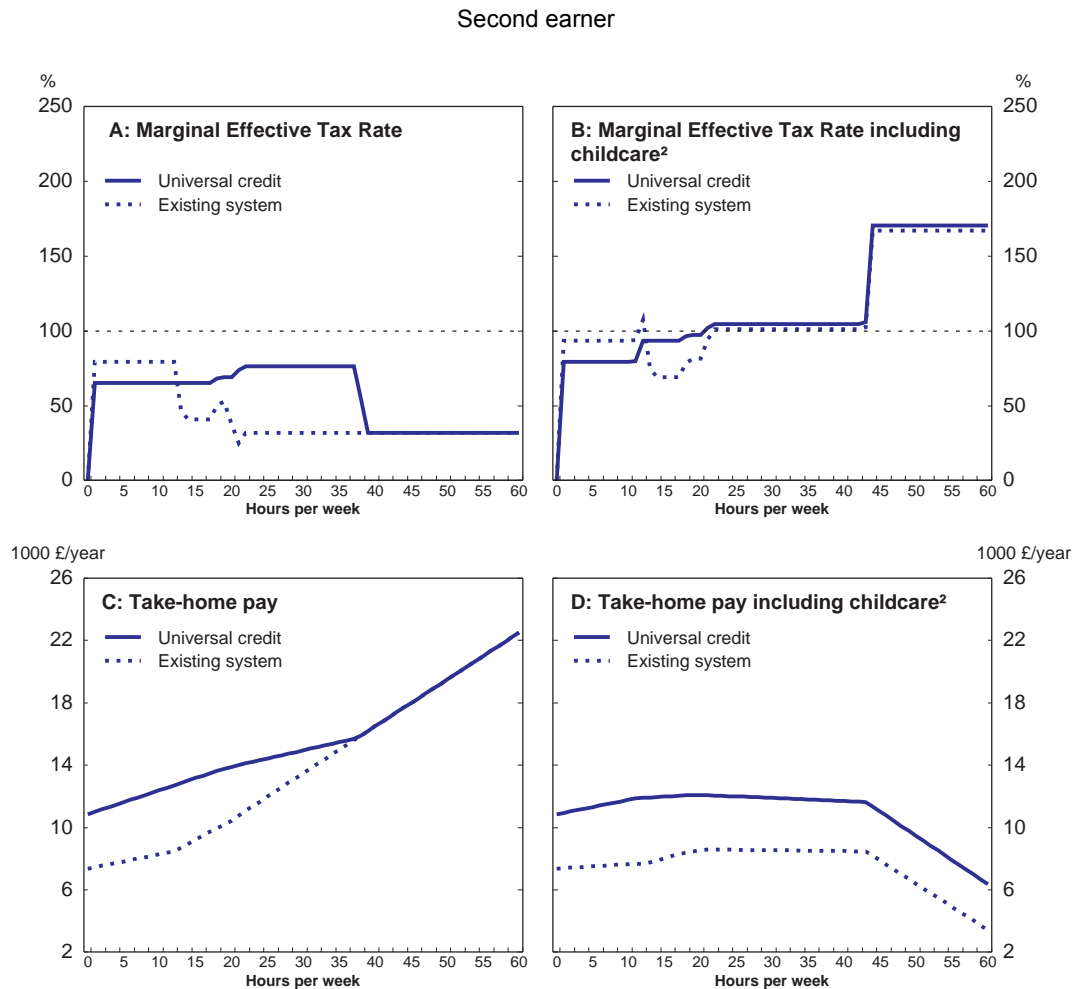 Second earner
%
250
200
150
100
50
0
A: Marginal Effective Tax Rate
Universal credit
Existing system
0 5 10 15 20 25 30 35 40 45 50 55 60
Hours per week
%
250
200
150
100
50
0
B: Marginal Effective Tax Rate including
childcare²
Universal credit
Existing system
0 5 10 15 20 25 30 35 40 45 50 55 60
Hours per week
1000 £/year
26
22
18
14
10
6
2
C: Take-home pay
Universal credit
Existing system
0 5 10 15 20 25 30 35 40 45 50 55 60
Hours per week
1000 £/year
26
22
18
14
10
6
2
D: Take-home pay including childcare²
Universal credit
Existing system
0 5 10 15 20 25 30 35 40 45 50 55 60
Hours per week